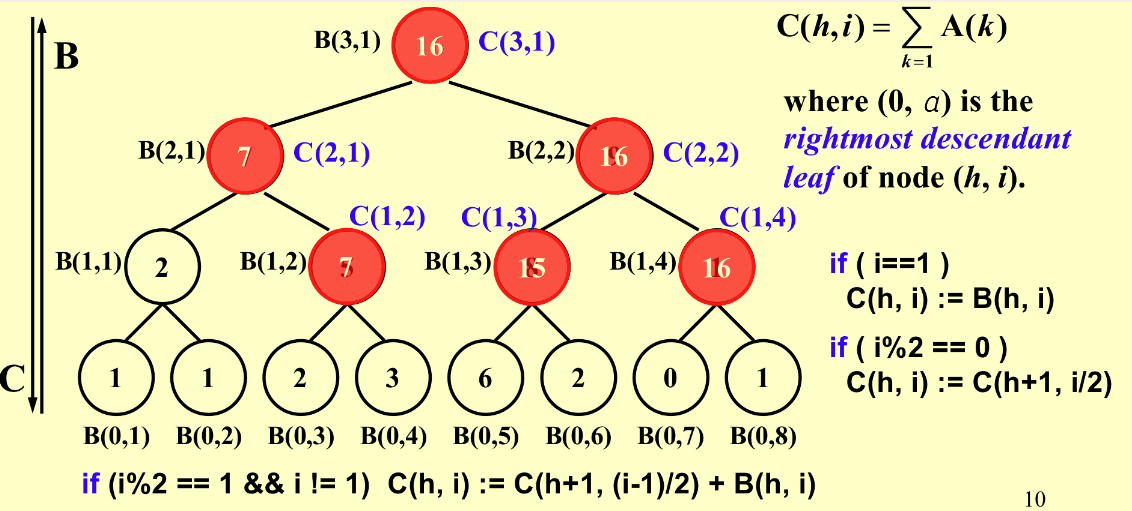 B
B(3,1) 16 C(3,1)
C(h,i) = ∑ A(k)
k=1
where (0, α) is the
rightmost descendant
leaf of node (h, i).
B(2,1) 7 C(2,1) B(2,2) 16 C(2,2)
C(1,2) C(1,3) C(1,4)
B(1,1) 2 B(1,2) 7 B(1,3) 15 B(1,4) 16
if ( i==1 )
C(h, i) := B(h, i)
if ( i%2 == 0 )
C(h, i) := C(h+1, i/2)
C
1 1 2 3 6 2 0 1
B(0,1) B(0,2) B(0,3) B(0,4) B(0,5) B(0,6) B(0,7) B(0,8)
if (i%2 == 1 && i != 1) C(h, i) := C(h+1, (i-1)/2) + B(h, i)
10